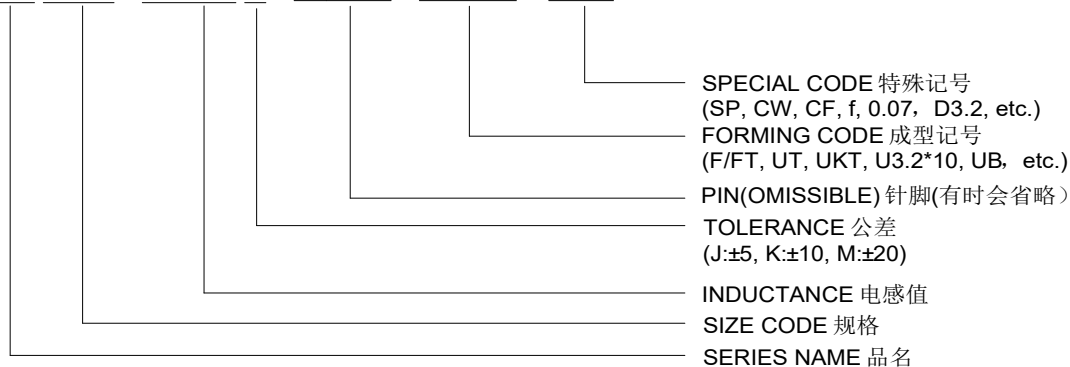 SPECIAL CODE 特殊记号
(SP, CW, CF, f, 0.07，D3.2, etc.)
FORMING CODE 成型记号
(F/FT, UT, UKT, U3.2*10, UB，etc.)
PIN(OMISSIBLE) 针脚(有时会省略）
TOLERANCE 公差
(J:±5, K:±10, M:±20)
INDUCTANCE 电感值
SIZE CODE 规格
SERIES NAME 品名